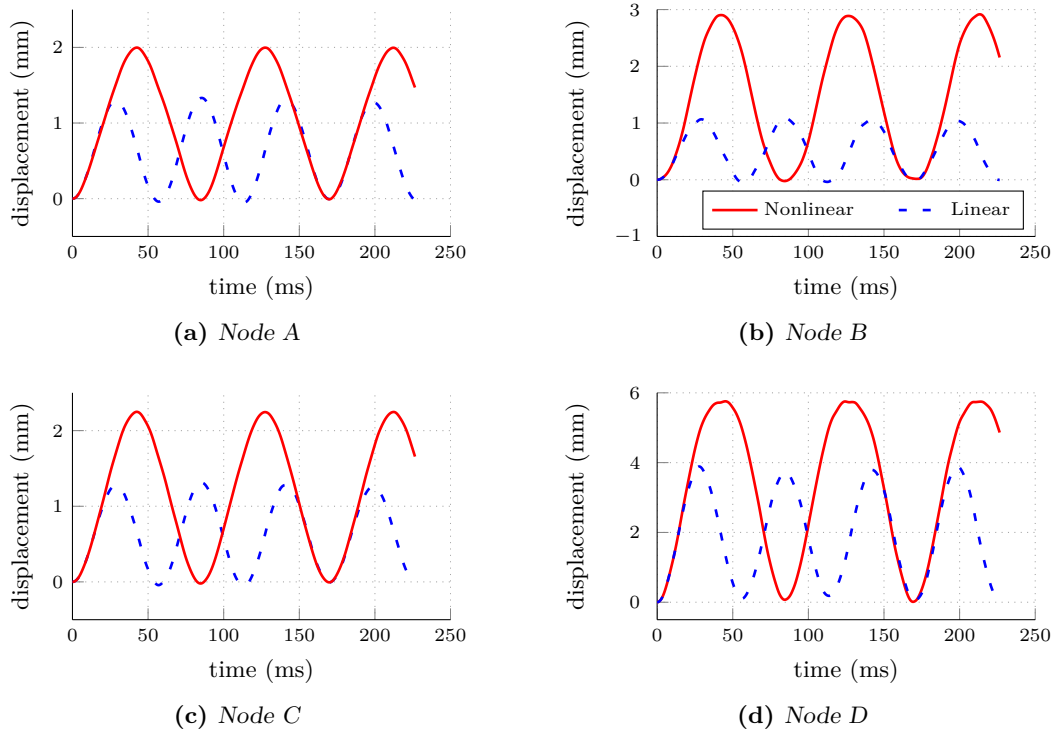 displacement (mm)
2
1
0
0 50 100 150 200 250
time (ms)
(a) Node A
displacement (mm)
3
2
1
0
−1
Nonlinear Linear
0 50 100 150 200 250
time (ms)
(b) Node B
displacement (mm)
2
1
0
0 50 100 150 200 250
time (ms)
(c) Node C
displacement (mm)
6
4
2
0
0 50 100 150 200 250
time (ms)
(d) Node D